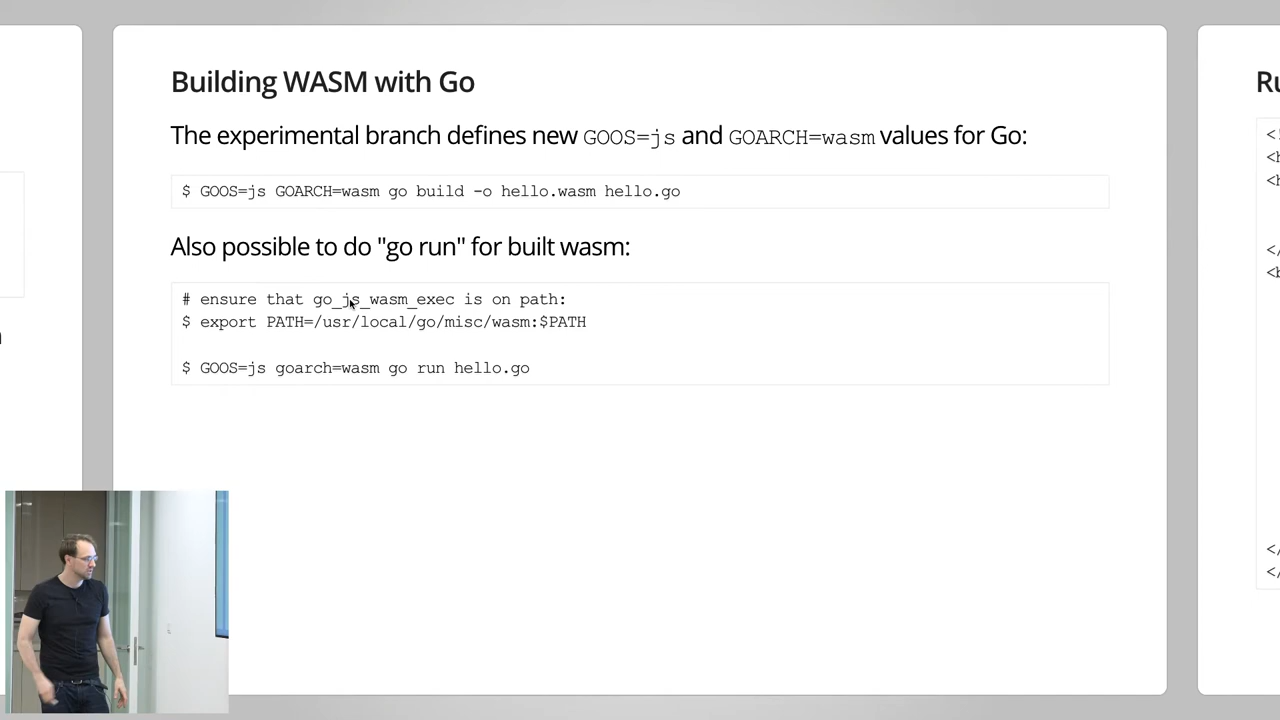 Building WASM with Go
The experimental branch defines new GOOS=js and GOARCH=wasm values for Go:
$ GOOS=js GOARCH=wasm go build -o hello.wasm hello.go
Also possible to do "go run" for built wasm:
# ensure that go_js_wasm_exec is on path:
$ export PATH=/usr/local/go/misc/wasm:$PATH
$ GOOS=js goarch=wasm go run hello.go